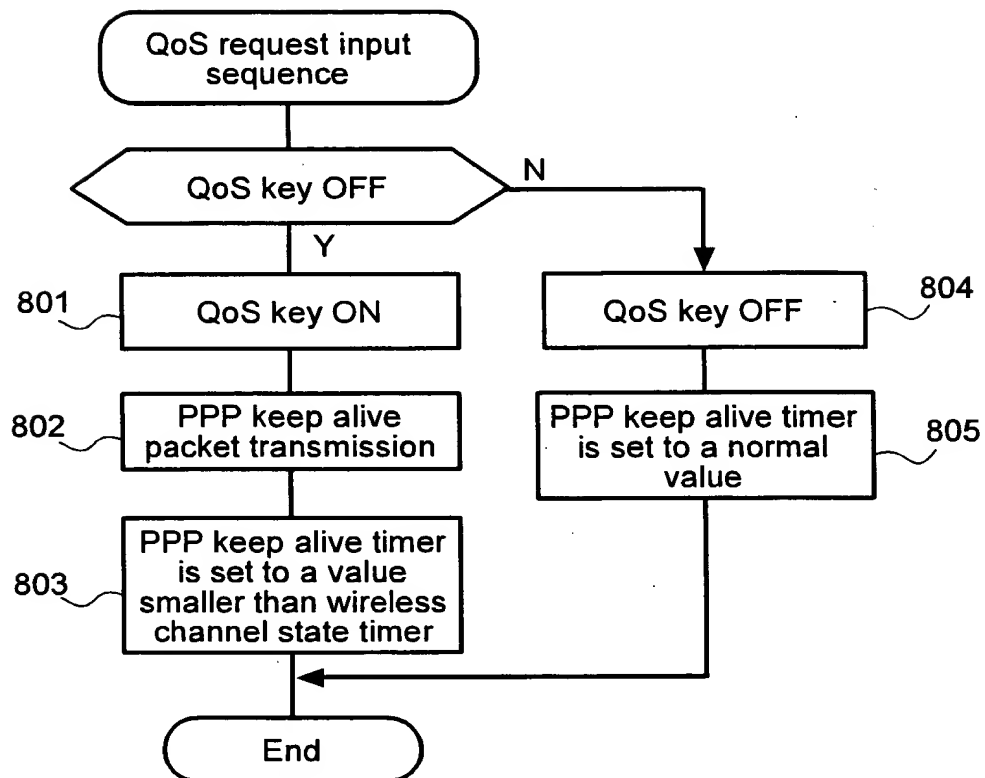 QoS request input
sequence
QoS key OFF
N
Y
801
QoS key ON
QoS key OFF
804
802
PPP keep alive
packet transmission
PPP keep alive timer
is set to a normal
value
805
803
PPP keep alive timer
is set to a value
smaller than wireless
channel state timer
End